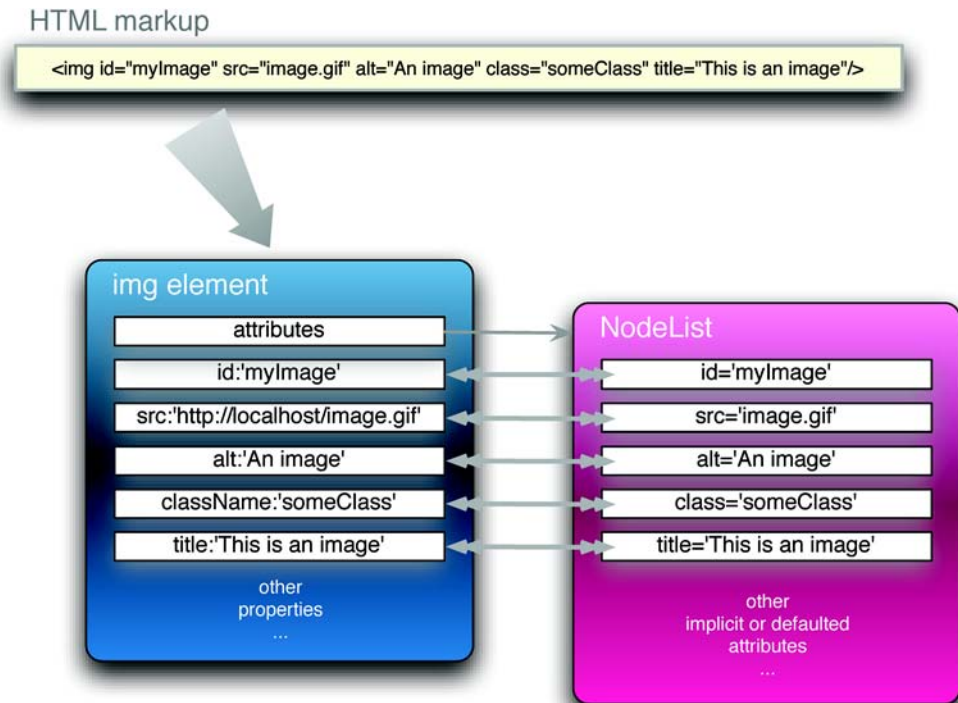 HTML markup
<img id="myImage" src="image.gif" alt="An image" class="someClass" title="This is an image"/>
img element
attributes
id:'myImage'
src:'http://localhost/image.gif'
alt:'An image'
className:'someClass'
title:'This is an image'
other
properties
...
NodeList
id='myImage'
src='image.gif'
alt='An image'
class='someClass'
title='This is an image'
other
implicit or defaulted
attributes
...